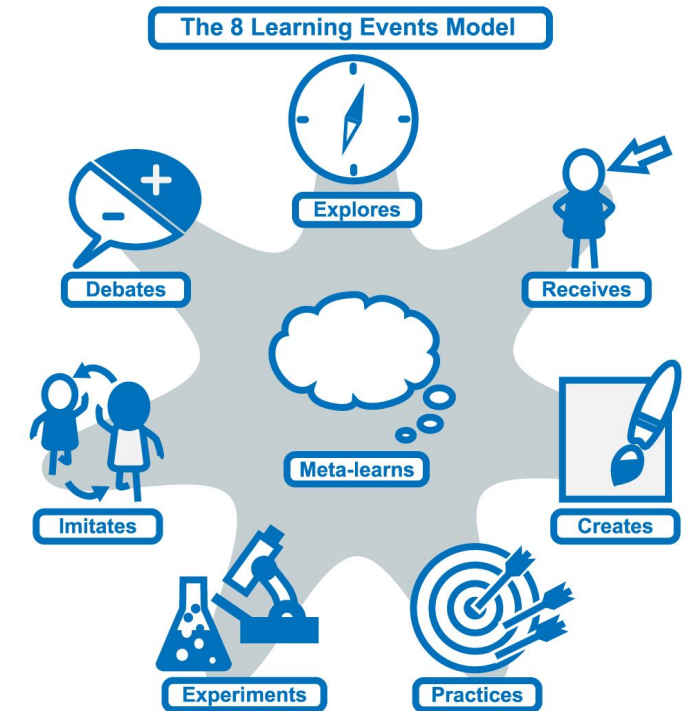 The 8 Learning Events Model
Explores
Debates
Receives
Meta-learns
Imitates
Creates
Experiments
Practices